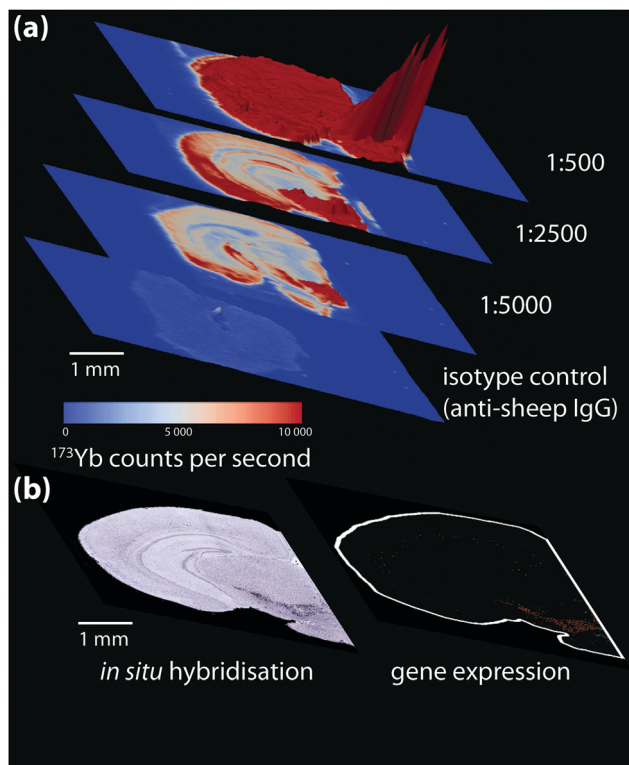 (a)
1:500
1:2500
1:5000
1 mm
isotype control
(anti-sheep IgG)
0 5 000 10 000
¹⁷³Yb counts per second
(b)
1 mm
in situ hybridisation gene expression